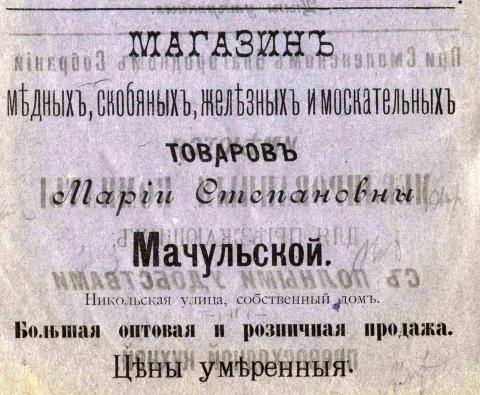 МАГАЗИНЪ
мѣдныхъ, скобяныхъ, желѣзныхъ и москательныхъ
ТОВАРОВЪ
Маріи Степановны
Мачульской.
Никольская улица, собственный домъ.
Большая оптовая и розничная продажа.
Цѣны умѣренныя.